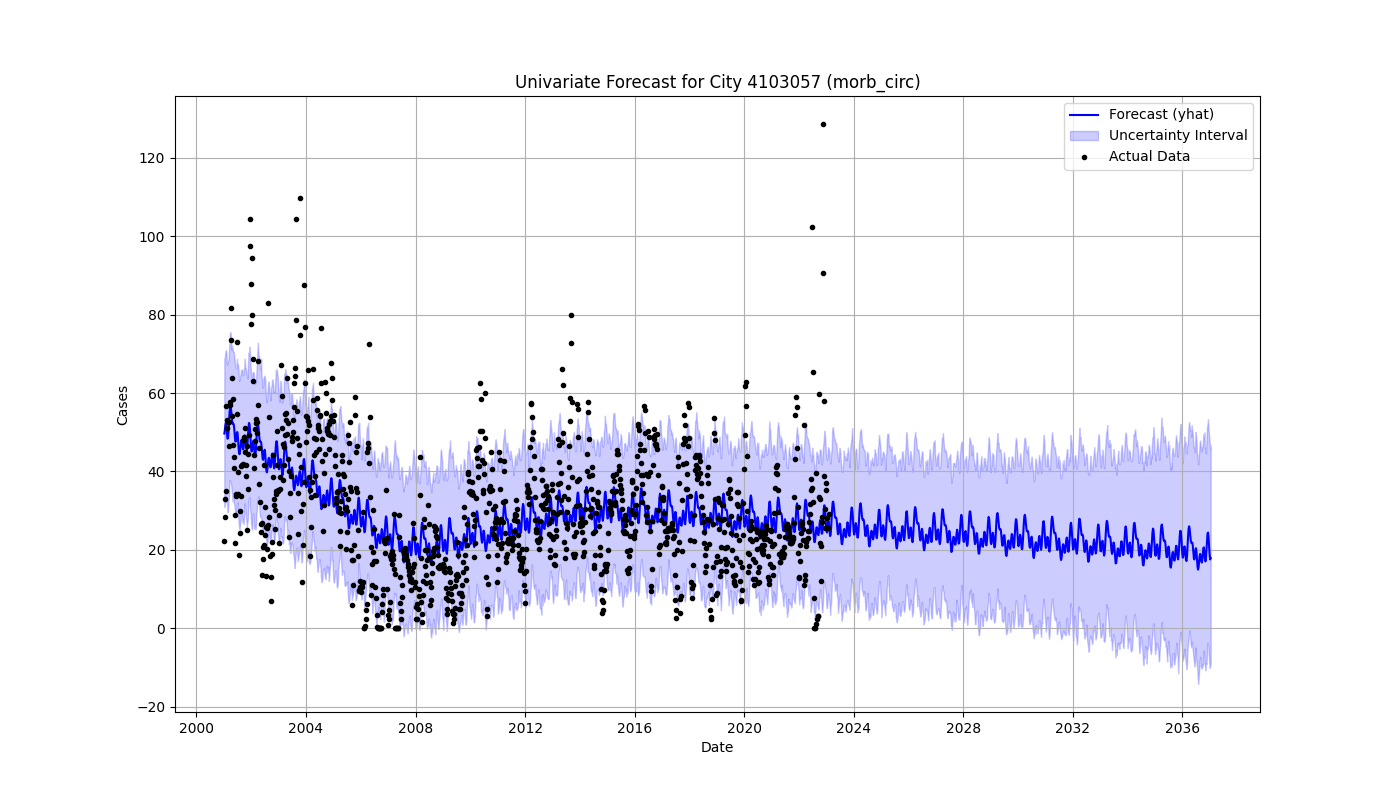 Univariate Forecast for City 4103057 (morb_circ)
Forecast (yhat)
Uncertainty Interval
Actual Data
120
100
80
60
40
20
0
−20
Cases
2000 2004 2008 2012 2016 2020 2024 2028 2032 2036
Date